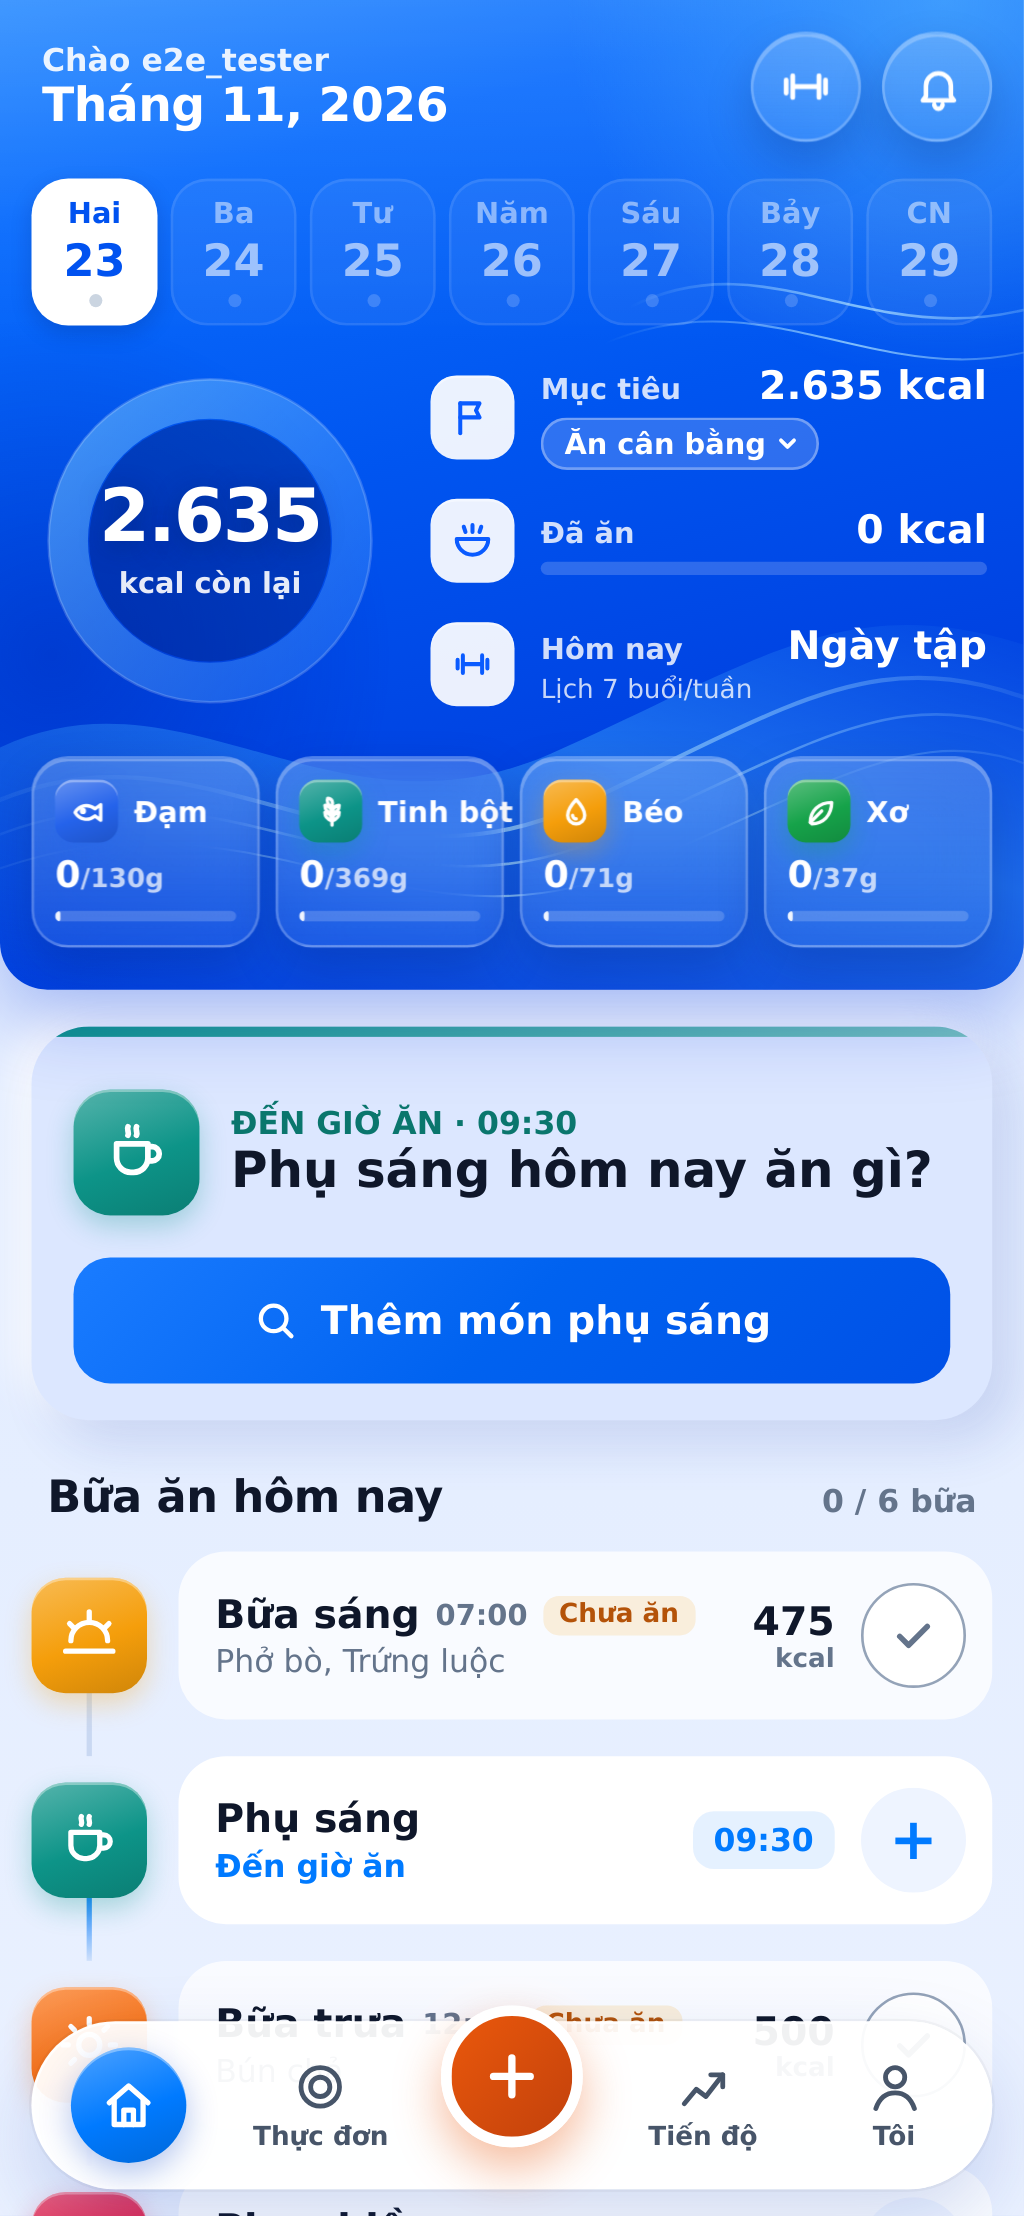 Chào e2e_tester
Tháng 11, 2026
Hai Ba Tư Năm Sáu Bảy CN
23 24 25 26 27 28 29
Mục tiêu 2.635 kcal
Ăn cân bằng
2.635
kcal còn lại
Đã ăn 0 kcal
Hôm nay Ngày tập
Lịch 7 buổi/tuần
Đạm Tinh bột Béo Xơ
0/130g 0/369g 0/71g 0/37g
ĐẾN GIỜ ĂN · 09:30
Phụ sáng hôm nay ăn gì?
Thêm món phụ sáng
Bữa ăn hôm nay 0 / 6 bữa
Bữa sáng 07:00 Chưa ăn 475
Phở bò, Trứng luộc kcal
Phụ sáng 09:30
Đến giờ ăn
Bữa trưa Chưa ăn 500
Bún kcal
Thực đơn Tiến độ Tôi